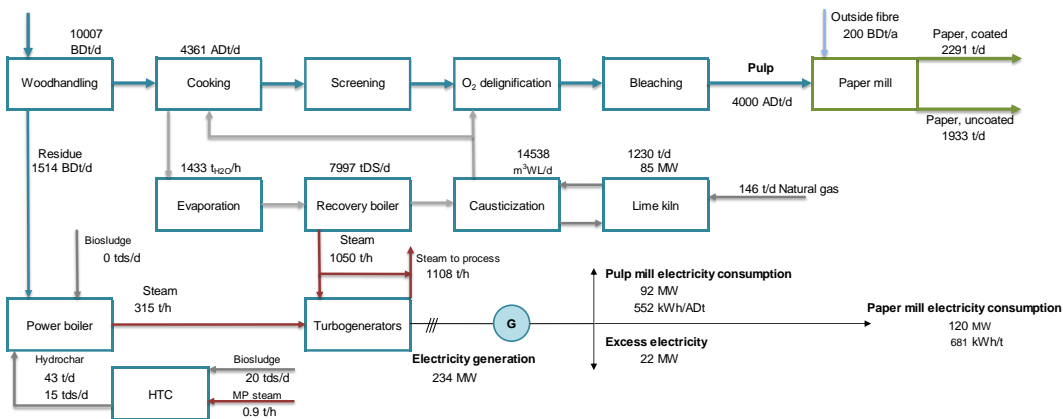 10007
BDt/d
4361 ADt/d
Outside fibre
200 BDt/a
Paper, coated
2291 t/d
Woodhandling
Cooking
Screening
O2 delignification
Bleaching
Pulp
4000 ADt/d
Paper mill
Paper, uncoated
1933 t/d
Residue
1514 BDt/d
1433 tH2O/h
7997 tDS/d
14538
m³WL/d
1230 t/d
85 MW
146 t/d Natural gas
Evaporation
Recovery boiler
Causticization
Lime kiln
Biosludge
0 tds/d
Steam
1050 t/h
Steam to process
1108 t/h
Steam
315 t/h
Pulp mill electricity consumption
92 MW
552 kWh/ADt
Power boiler
Turbogenerators
G
Paper mill electricity consumption
120 MW
681 kWh/t
Electricity generation
234 MW
Excess electricity
22 MW
Hydrochar
43 t/d
15 tds/d
HTC
Biosludge
20 tds/d
MP steam
0.9 t/h